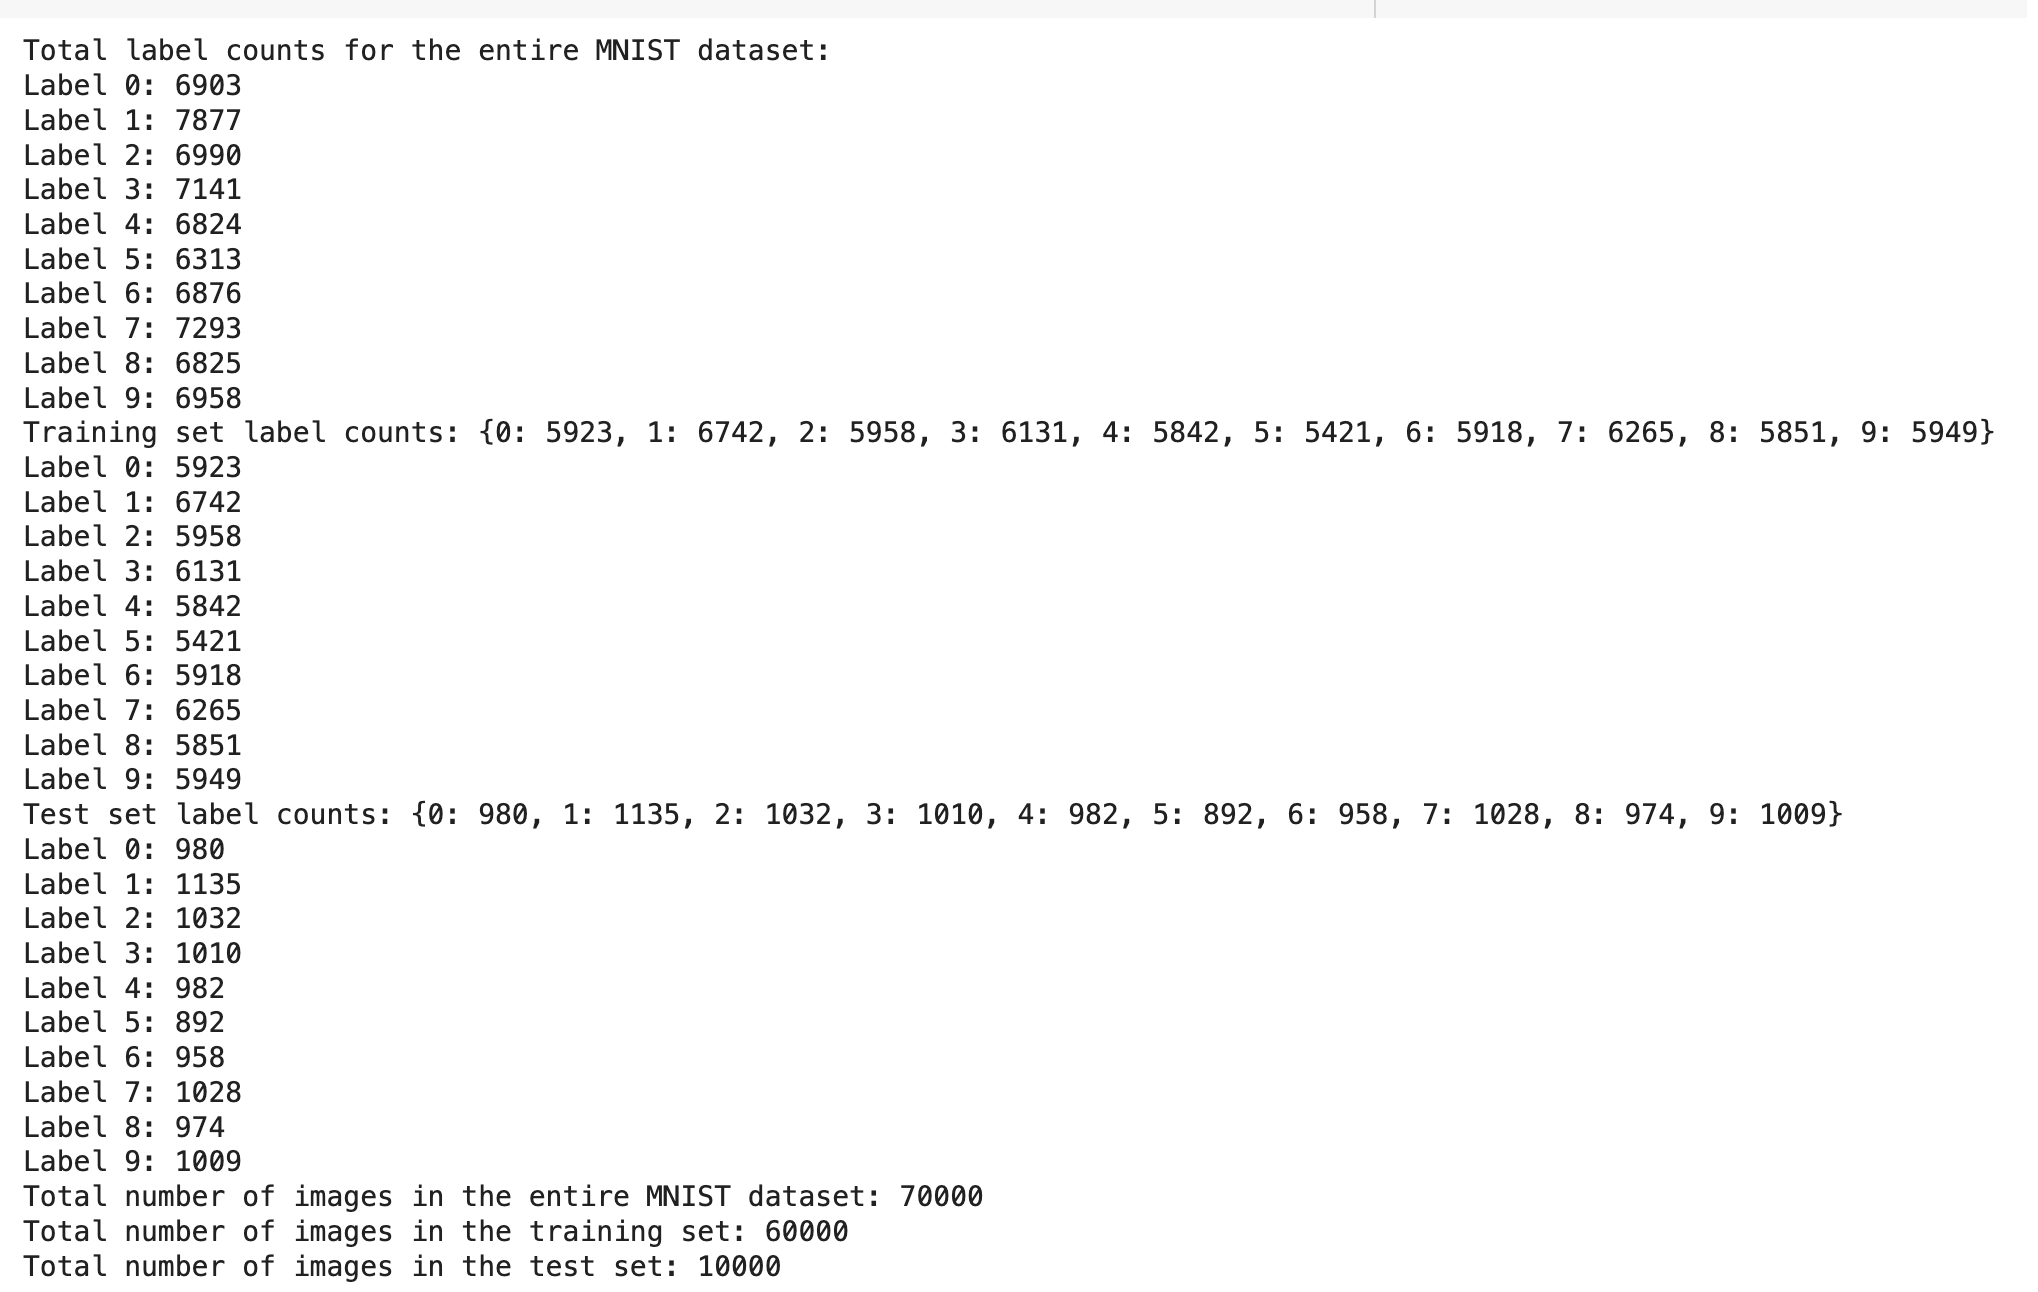 Total label counts for the entire MNIST dataset:
Label 0: 6903
Label 1: 7877
Label 2: 6990
Label 3: 7141
Label 4: 6824
Label 5: 6313
Label 6: 6876
Label 7: 7293
Label 8: 6825
Label 9: 6958
Training set label counts: {0: 5923, 1: 6742, 2: 5958, 3: 6131, 4: 5842, 5: 5421, 6: 5918, 7: 6265, 8: 5851, 9: 5949}
Label 0: 5923
Label 1: 6742
Label 2: 5958
Label 3: 6131
Label 4: 5842
Label 5: 5421
Label 6: 5918
Label 7: 6265
Label 8: 5851
Label 9: 5949
Test set label counts: {0: 980, 1: 1135, 2: 1032, 3: 1010, 4: 982, 5: 892, 6: 958, 7: 1028, 8: 974, 9: 1009}
Label 0: 980
Label 1: 1135
Label 2: 1032
Label 3: 1010
Label 4: 982
Label 5: 892
Label 6: 958
Label 7: 1028
Label 8: 974
Label 9: 1009
Total number of images in the entire MNIST dataset: 70000
Total number of images in the training set: 60000
Total number of images in the test set: 10000